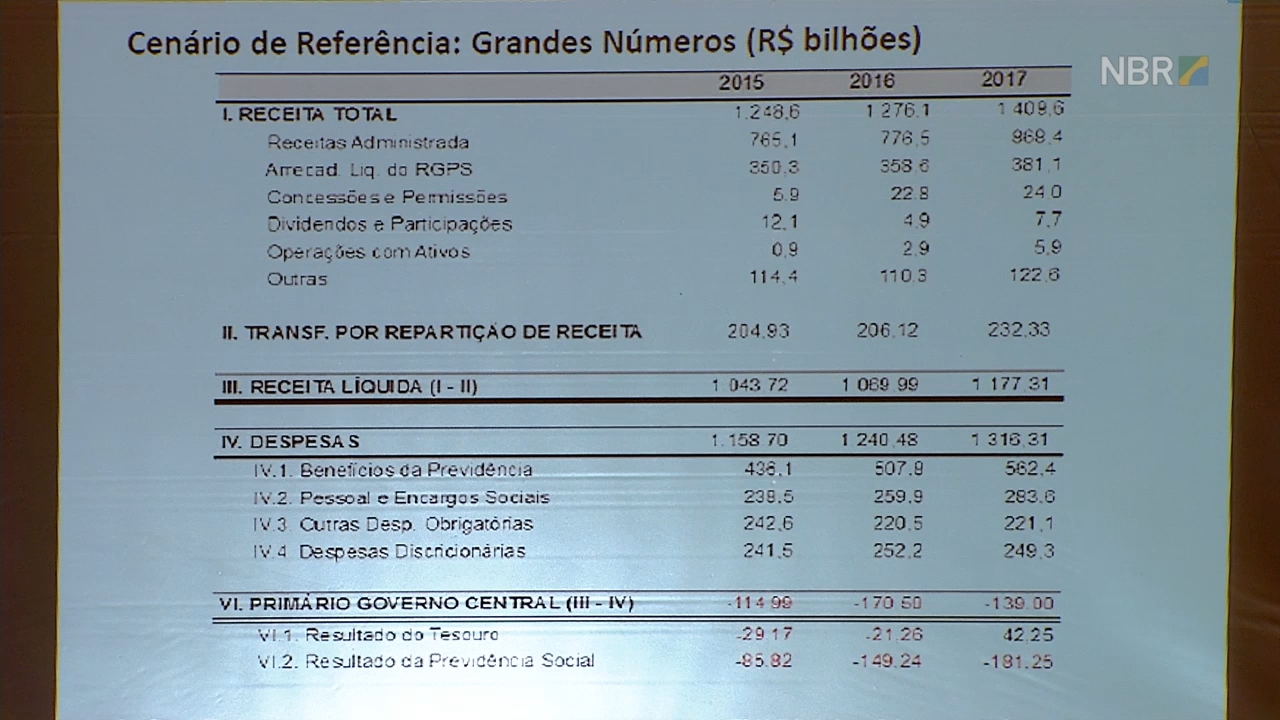 Cenário de Referência: Grandes Números (R$ bilhões)
NBR
2015 2016 2017
I. RECEITA TOTAL 1.248,6 1 276,1 1 409,6
Receitas Administrada 765,1 776,5 868,4
Arrecad. Liq. do RGPS 350,3 358,6 381,1
Concessões e Permissões 5,9 22,8 24,0
Dividendos e Participações 12,1 4,9 7,7
Operações com Ativos 0,9 2,9 5,9
Outras 114,4 110,3 122,6
II. TRANSF. POR REPARTIÇÃO DE RECEITA 204,93 206,12 232,33
III. RECEITA LÍQUIDA (I - II) 1 043,72 1 069,99 1 177,31
IV. DESPESAS 1.158,70 1 240,48 1 316,31
IV.1. Benefícios da Previdência 436,1 507,9 562,4
IV.2. Pessoal e Encargos Sociais 238,5 259,9 283,6
IV.3. Outras Desp. Obrigatórias 242,6 220,5 221,1
IV.4 Despesas Discricionárias 241,5 252,2 249,3
VI. PRIMÁRIO GOVERNO CENTRAL (III - IV) -114,99 -170,50 -139,00
VI.1. Resultado do Tesouro -29,17 -21,26 42,25
VI.2. Resultado da Previdência Social -85,82 -149,24 -181,25